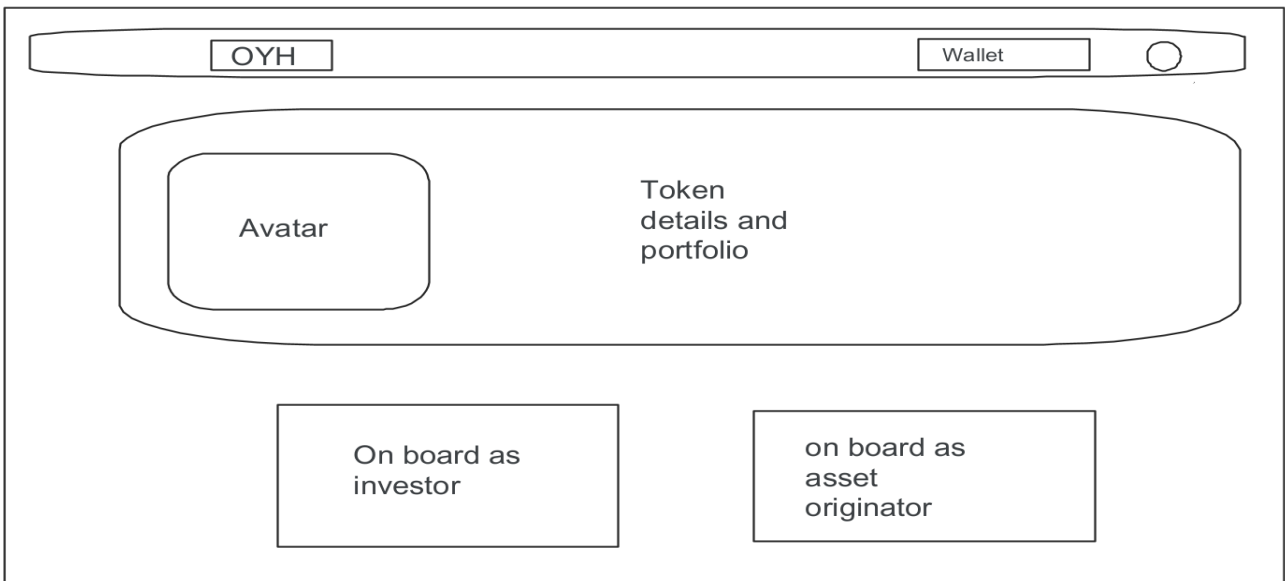 OYH
Wallet
Avatar
Token
details and
portfolio
On board as
investor
on board as
asset
originator